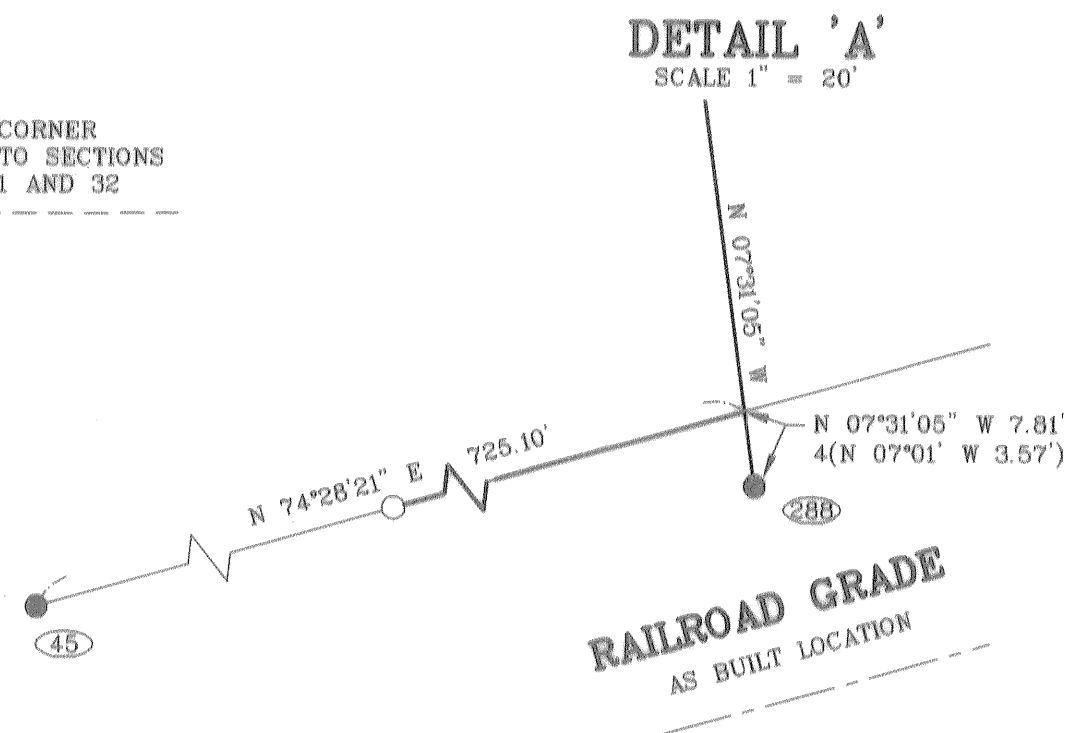 DETAIL 'A'
SCALE 1" = 20'
CORNER
TO SECTIONS
1 AND 32
N 07°31'05" W
N 07°31'05" W 7.81'
4(N 07°01' W 3.57')
N 74°28'21" E
725.10'
288
45
RAILROAD GRADE
AS BUILT LOCATION